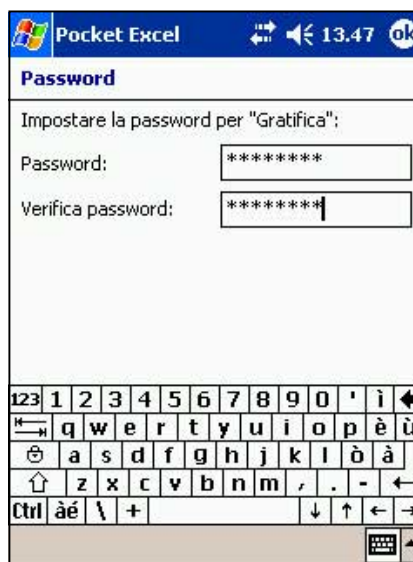 Pocket Excel 13.47 ok
Password
Impostare la password per "Gratifica":
Password: ********
Verifica password: ********
123 1 2 3 4 5 6 7 8 9 0 ' ì
q w e r t y u i o p è ù
a s d f g h j k l ò à
z x c v b n m , . -
Ctrl àé \ + ↓ ↑ ← →